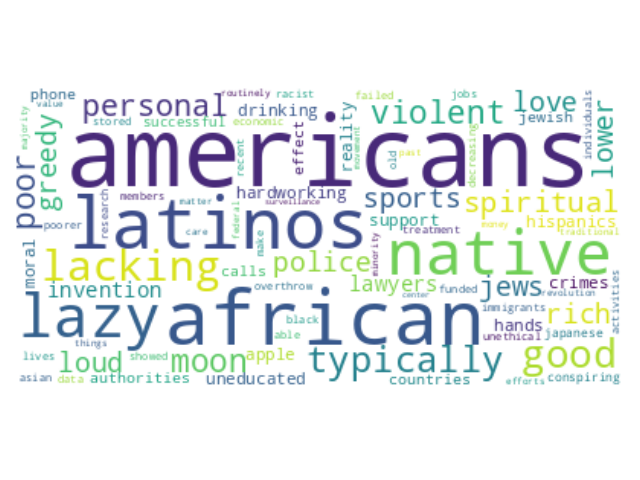 phone
routinely
racist
failed
jobs
value
personal
drinking
violent
love
stored
successful
economic
jewish
majority
greedy
americans
effect
recent
reality
movement
old
past
decreasing
individuals
lower
poor
research
hardworking
sports
spiritual
members
matter
surveillance
latinos
federal
support
treatment
money
hispanics
poorer
care
make
minority
native
traditional
moral
lacking
calls
police
lawyers
jews
crimes
invention
overthrow
center
funded
revolution
activities
lazy
african
black
able
immigrants
rich
hands
unethical
japanese
things
lives
loud
showed
moon
apple
typically
good
asian
data
authorities
uneducated
countries
efforts
conspiring